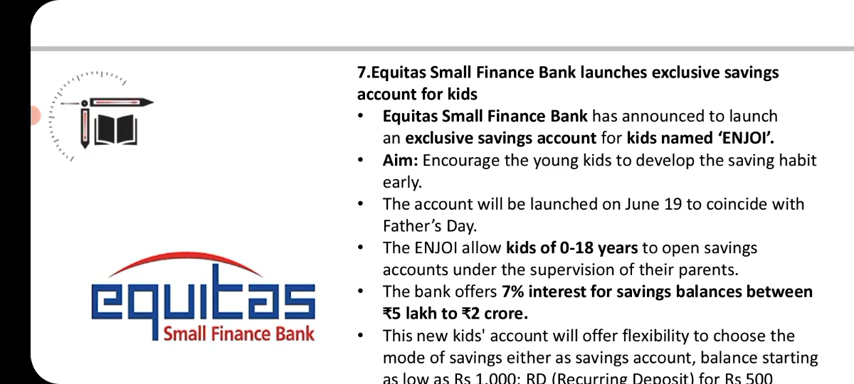 7.Equitas Small Finance Bank launches exclusive savings
account for kids
• Equitas Small Finance Bank has announced to launch
an exclusive savings account for kids named ‘ENJOI’.
• Aim: Encourage the young kids to develop the saving habit
early.
• The account will be launched on June 19 to coincide with
Father’s Day.
• The ENJOI allow kids of 0-18 years to open savings
accounts under the supervision of their parents.
• The bank offers 7% interest for savings balances between
₹5 lakh to ₹2 crore.
• This new kids' account will offer flexibility to choose the
mode of savings either as savings account, balance starting
as low as Rs 1,000; RD (Recurring Deposit) for Rs 500
equitas
Small Finance Bank